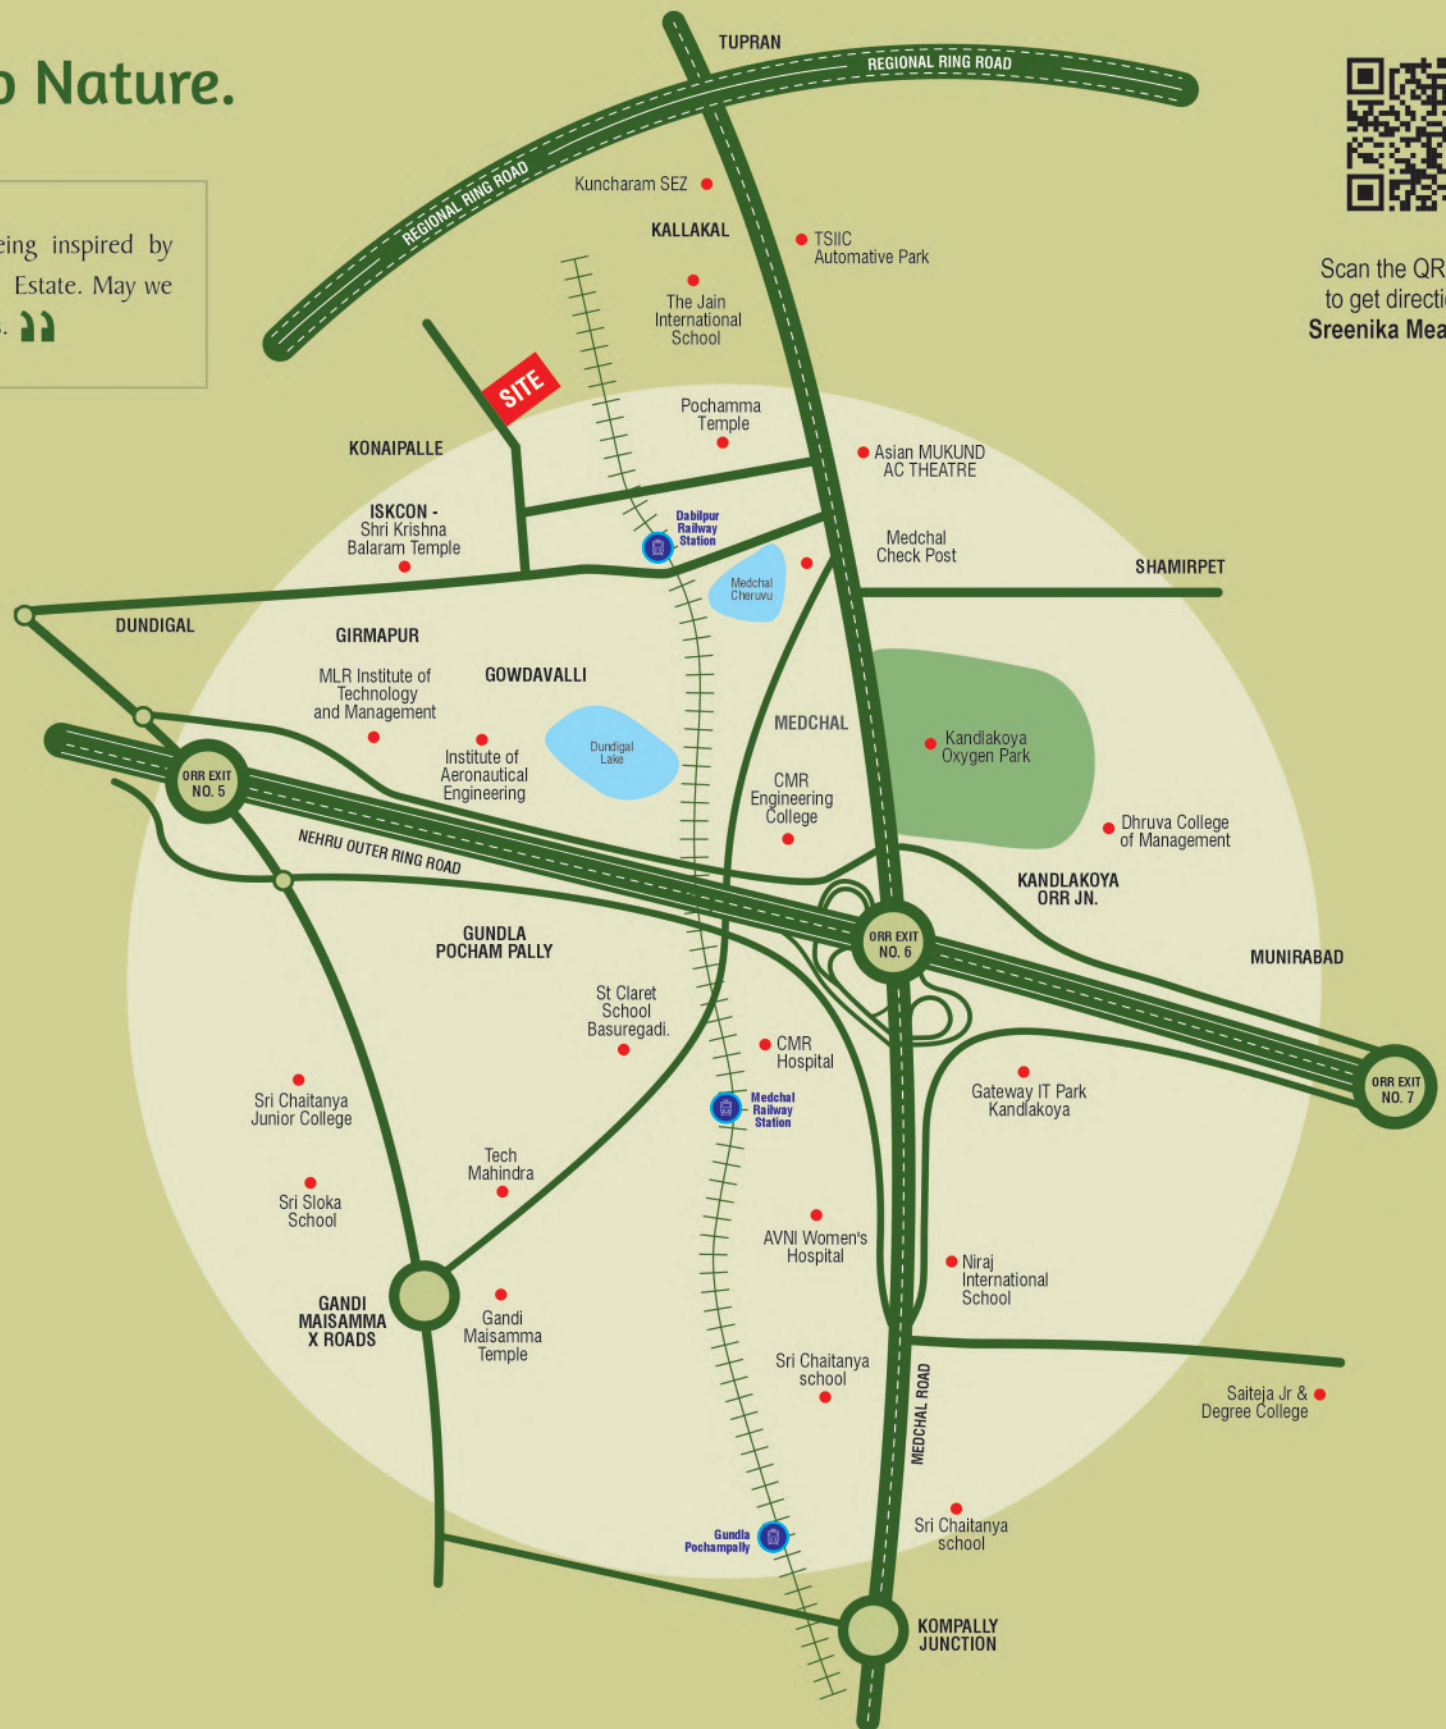 o Nature.
eing inspired by
Estate. May we
s.
Scan the QR
to get directi
Sreenika Mea
TUPRAN
REGIONAL RING ROAD
REGIONAL RING ROAD
Kuncharam SEZ
KALLAKAL
TSIIC
Automative Park
The Jain
International
School
SITE
Pochamma
Temple
KONAIPALLE
Asian MUKUND
AC THEATRE
ISKCON -
Shri Krishna
Balaram Temple
Dabilpur
Railway
Station
Medchal
Check Post
SHAMIRPET
Medchal
Cheruvu
DUNDIGAL
GIRMAPUR
MLR Institute of
Technology
and Management
GOWDAVALLI
MEDCHAL
Institute of
Aeronautical
Engineering
Dundigal
Lake
Kandlakoya
Oxygen Park
ORR EXIT
NO. 5
CMR
Engineering
College
Dhruva College
of Management
NEHRU OUTER RING ROAD
KANDLAKOYA
ORR JN.
GUNDLA
POCHAM PALLY
ORR EXIT
NO. 6
MUNIRABAD
St Claret
School
Basuregadi.
CMR
Hospital
Sri Chaitanya
Junior College
Medchal
Railway
Station
Gateway IT Park
Kandlakoya
ORR EXIT
NO. 7
Tech
Mahindra
Sri Sloka
School
AVNI Women's
Hospital
Niraj
International
School
GANDI
MAISAMMA
X ROADS
Gandi
Maisamma
Temple
Sri Chaitanya
school
MEDCHAL ROAD
Saiteja Jr &
Degree College
Sri Chaitanya
school
Gundla
Pochampally
KOMPALLY
JUNCTION